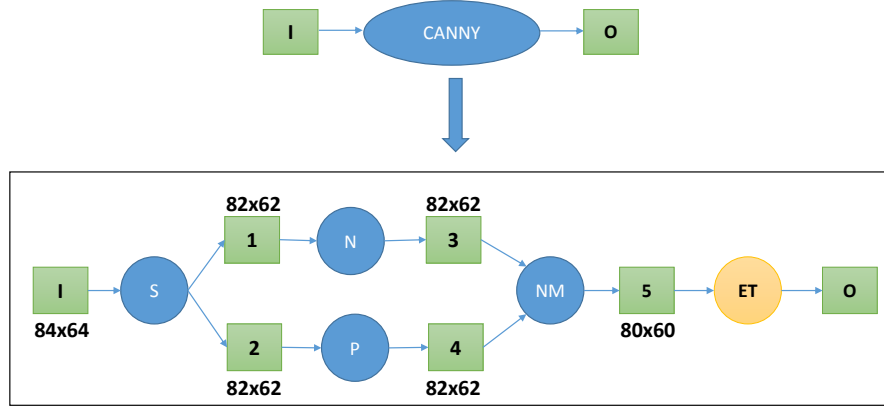 I CANNY O
82x62 82x62
1 N 3
I S NM 5 ET O
84x64 80x60
2 P 4
82x62 82x62